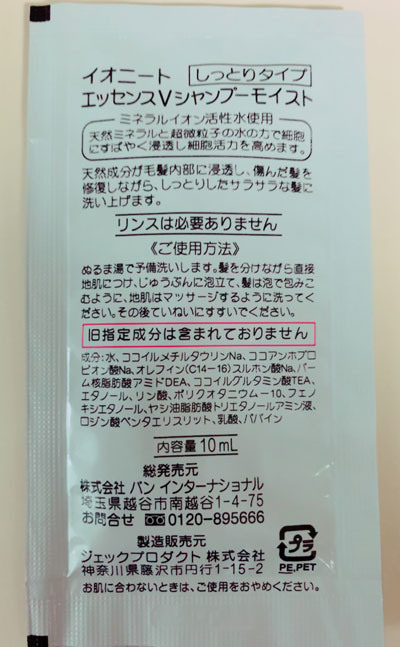 イオニート しっとりタイプ
エッセンスVシャンプーモイスト
ミネラルイオン活性水使用
天然ミネラルと超微粒子の水の力で細胞
にすばやく浸透し細胞活力を高めます。
天然成分が毛髪内部に浸透し、傷んだ髪を
修復しながら、しっとりしたサラサラな髪に
洗い上げます。
リンスは必要ありません
《ご使用方法》
ぬるま湯で予備洗いします。髪を分けながら直接
地肌につけ、じゅうぶんに泡立て、髪は泡で包みこ
むように、地肌はマッサージするように洗ってく
ださい。その後ていねいにすすいでください。
旧指定成分は含まれておりません
成分:水、ココイルメチルタウリンNa、ココアンホプロ
ピオン酸Na、オレフィン(C14-16)スルホン酸Na、パー
ム核脂肪酸アミドDEA、ココイルグルタミン酸TEA、
エタノール、リン酸、ポリクオタニウム-10、フェノ
キシエタノール、ヤシ油脂肪酸トリエタノールアミン液、
ロジン酸ペンタエリスリット、乳酸、パパイン
内容量10mL
総発売元
株式会社 バン インターナショナル
埼玉県越谷市南越谷1-4-75
お問合せ 0120-895666
製造販売元
ジェックプロダクト 株式会社
神奈川県藤沢市円行1-15-2
プラ
PE,PET
お肌に合わないときは、ご使用をおやめください。